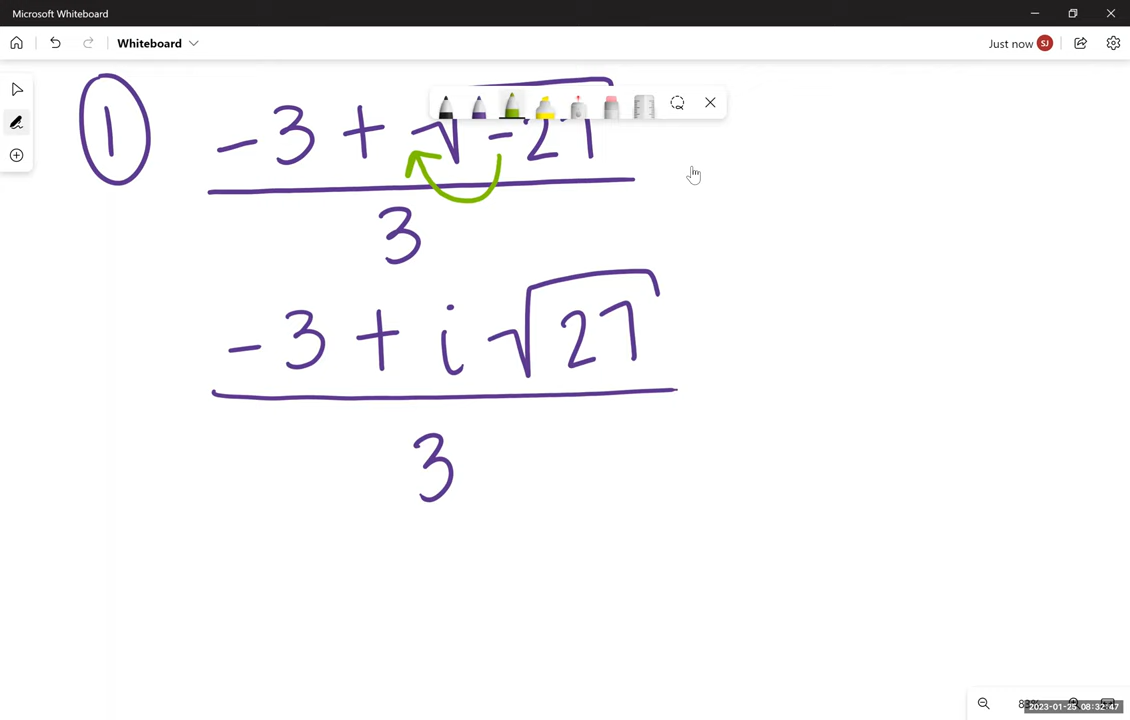 Microsoft Whiteboard
Whiteboard
Just now SJ
1
-3 + √-27
3
-3 + i √27
3
2023-01-25 08:32:47